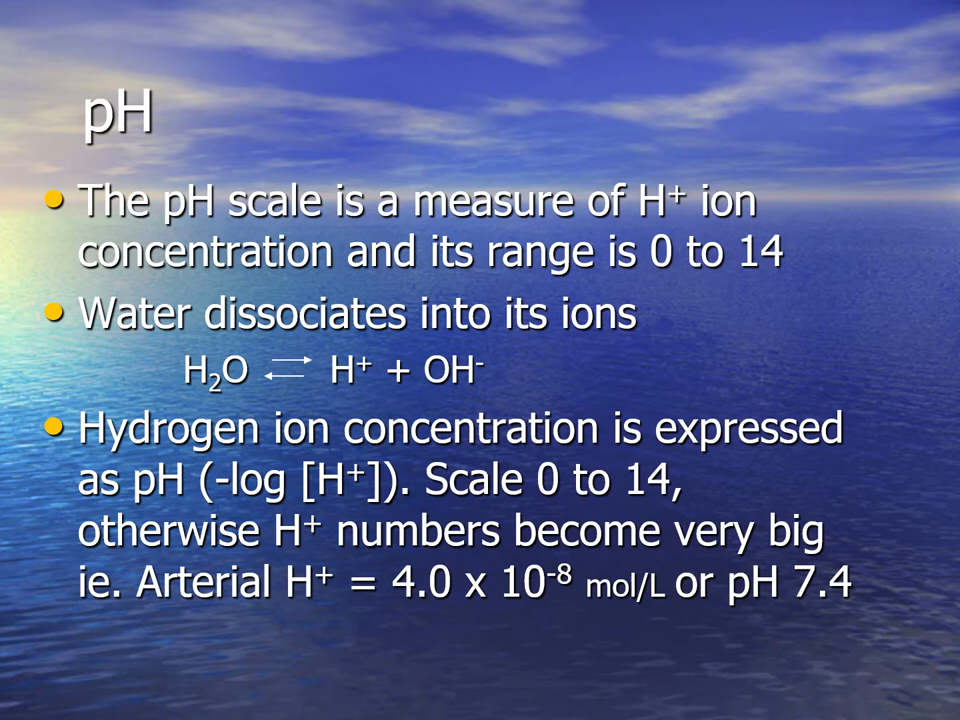 pH
• The pH scale is a measure of H⁺ ion
concentration and its range is 0 to 14
• Water dissociates into its ions
H₂O ⇌ H⁺ + OH⁻
• Hydrogen ion concentration is expressed
as pH (-log [H⁺]). Scale 0 to 14,
otherwise H⁺ numbers become very big
ie. Arterial H⁺ = 4.0 x 10⁻⁸ mol/L or pH 7.4